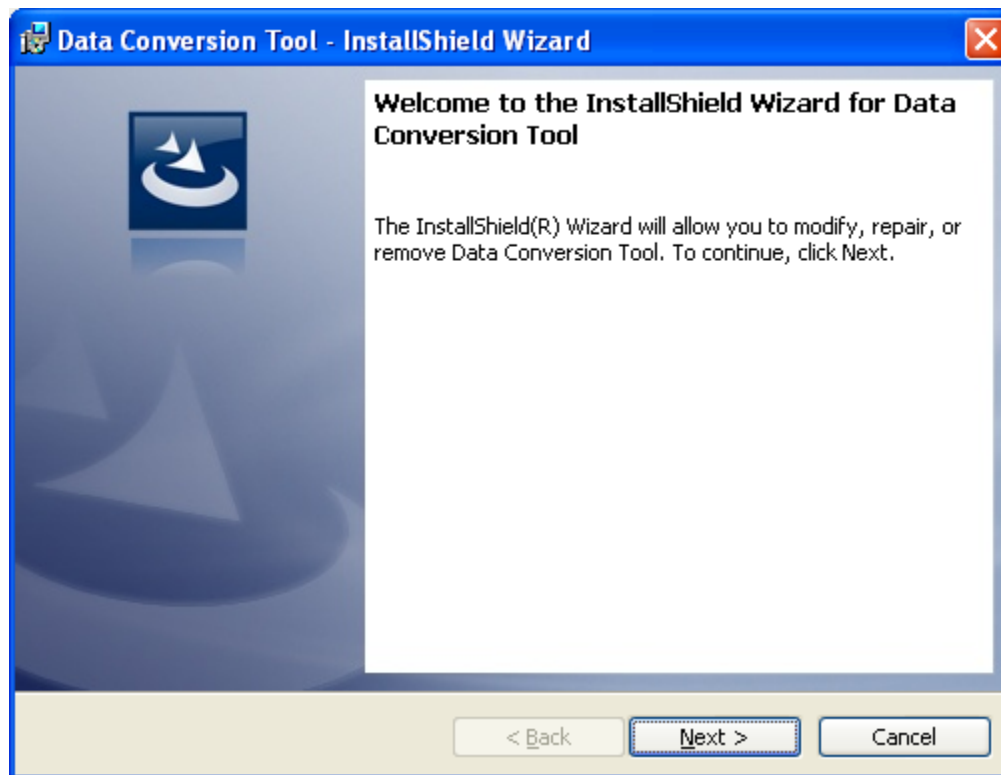 Data Conversion Tool - InstallShield Wizard
Welcome to the InstallShield Wizard for Data
Conversion Tool
The InstallShield(R) Wizard will allow you to modify, repair, or
remove Data Conversion Tool. To continue, click Next.
< Back
Next >
Cancel